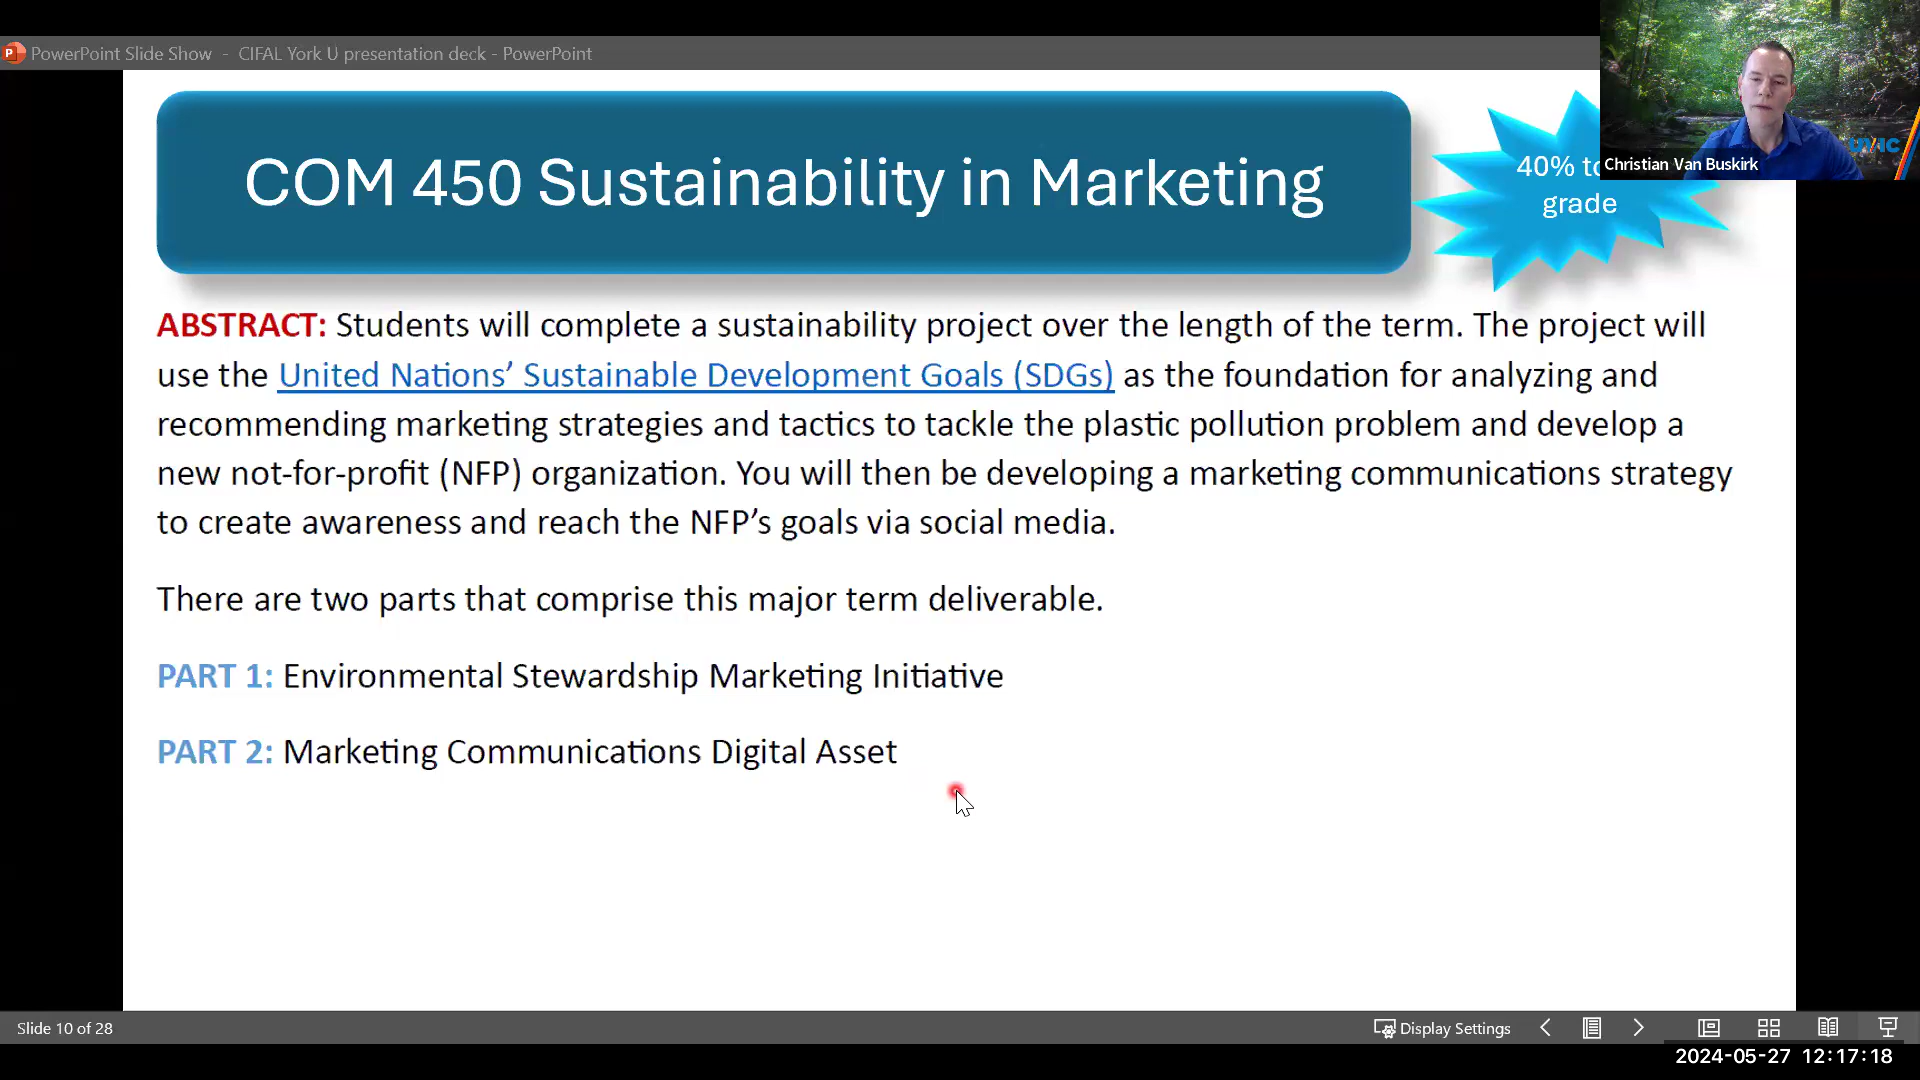 PowerPoint Slide Show - CIFAL York U presentation deck - PowerPoint
COM 450 Sustainability in Marketing
40%
grade
Christian Van Buskirk
ABSTRACT: Students will complete a sustainability project over the length of the term. The project will
use the United Nations’ Sustainable Development Goals (SDGs) as the foundation for analyzing and
recommending marketing strategies and tactics to tackle the plastic pollution problem and develop a
new not-for-profit (NFP) organization. You will then be developing a marketing communications strategy
to create awareness and reach the NFP’s goals via social media.
There are two parts that comprise this major term deliverable.
PART 1: Environmental Stewardship Marketing Initiative
PART 2: Marketing Communications Digital Asset
Slide 10 of 28
Display Settings
2024-05-27 12:17:18